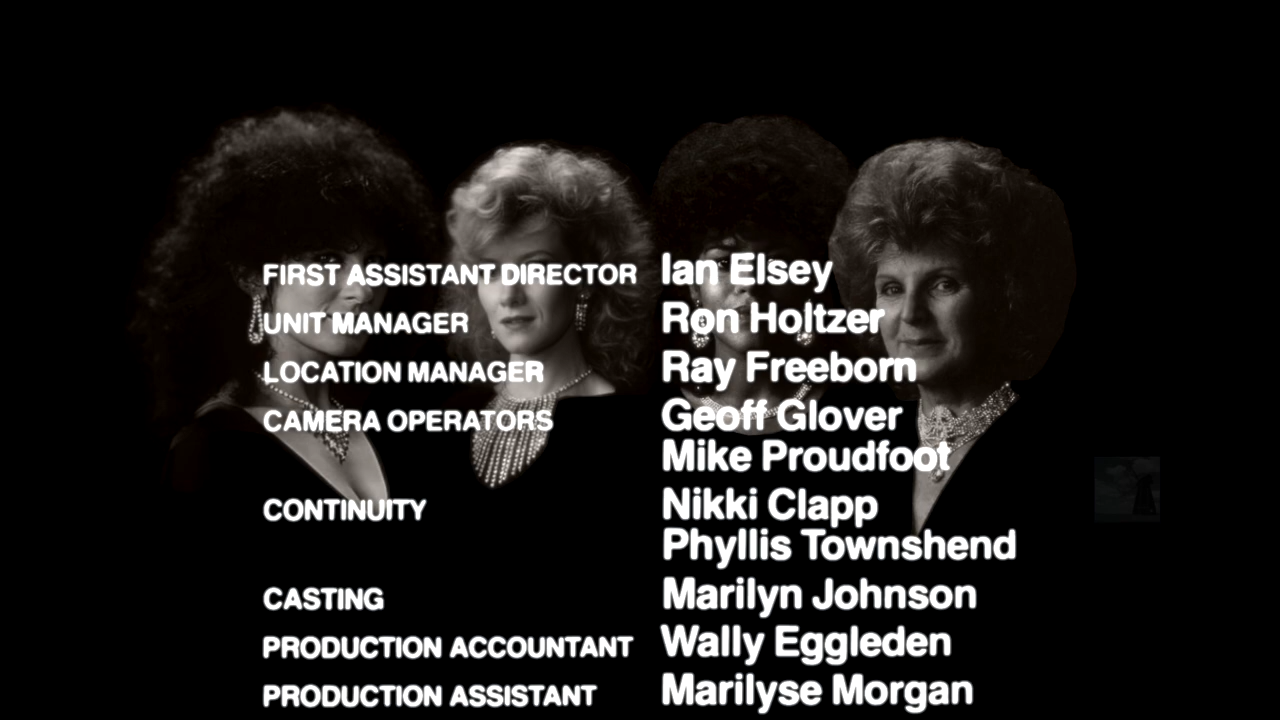 FIRST ASSISTANT DIRECTOR Ian Elsey
UNIT MANAGER Ron Holtzer
LOCATION MANAGER Ray Freeborn
CAMERA OPERATORS Geoff Glover
Mike Proudfoot
CONTINUITY Nikki Clapp
Phyllis Townshend
CASTING Marilyn Johnson
PRODUCTION ACCOUNTANT Wally Eggleden
PRODUCTION ASSISTANT Marilyse Morgan